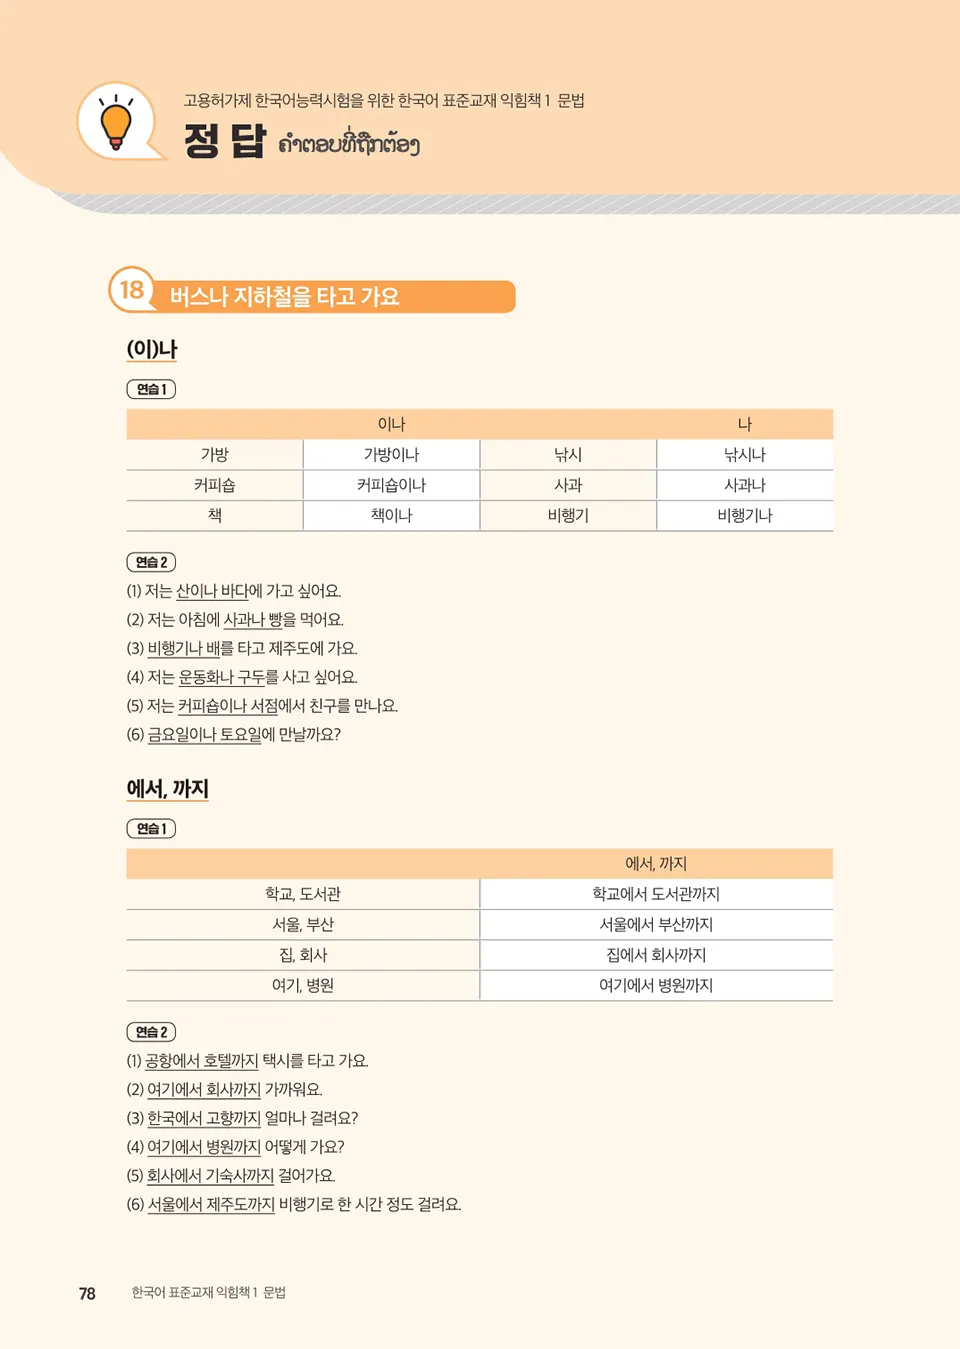 고용허가제 한국어능력시험을 위한 한국어 표준교재 익힘책 1 문법
정답 ຄຳຕອບທີ່ຖືກຕ້ອງ
18 버스나 지하철을 타고 가요
(이)나
연습 1
이나 나
가방 가방이나 낚시 낚시나
커피숍 커피숍이나 사과 사과나
책 책이나 비행기 비행기나
연습 2
(1) 저는 산이나 바다에 가고 싶어요.
(2) 저는 아침에 사과나 빵을 먹어요.
(3) 비행기나 배를 타고 제주도에 가요.
(4) 저는 운동화나 구두를 사고 싶어요.
(5) 저는 커피숍이나 서점에서 친구를 만나요.
(6) 금요일이나 토요일에 만날까요?
에서, 까지
연습 1
에서, 까지
학교, 도서관 학교에서 도서관까지
서울, 부산 서울에서 부산까지
집, 회사 집에서 회사까지
여기, 병원 여기에서 병원까지
연습 2
(1) 공항에서 호텔까지 택시를 타고 가요.
(2) 여기에서 회사까지 가까워요.
(3) 한국에서 고향까지 얼마나 걸려요?
(4) 여기에서 병원까지 어떻게 가요?
(5) 회사에서 기숙사까지 걸어가요.
(6) 서울에서 제주도까지 비행기로 한 시간 정도 걸려요.
78 한국어 표준교재 익힘책 1 문법